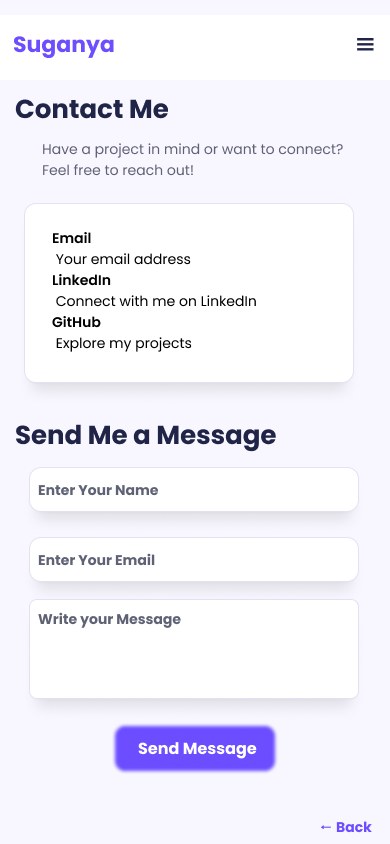 Suganya
Contact Me
Have a project in mind or want to connect?
Feel free to reach out!
Email
Your email address
LinkedIn
Connect with me on LinkedIn
GitHub
Explore my projects
Send Me a Message
Enter Your Name
Enter Your Email
Write your Message
Send Message
← Back